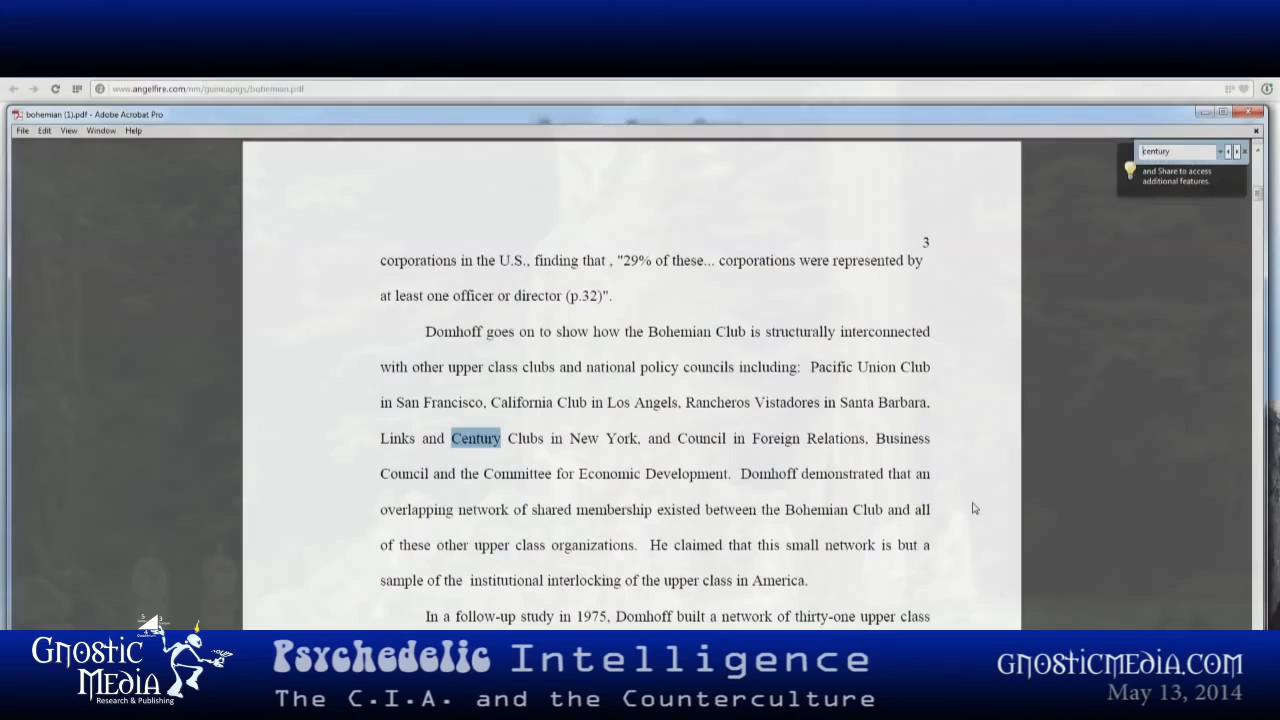 www.angelfire.com/nm/guineapigs/bohemian.pdf
bohemian (1).pdf - Adobe Acrobat Pro
File Edit View Window Help
century
and Share to access
additional features.
3
corporations in the U.S., finding that , "29% of these... corporations were represented by
at least one officer or director (p.32)".
Domhoff goes on to show how the Bohemian Club is structurally interconnected
with other upper class clubs and national policy councils including: Pacific Union Club
in San Francisco, California Club in Los Angels, Rancheros Vistadores in Santa Barbara,
Links and Century Clubs in New York, and Council in Foreign Relations, Business
Council and the Committee for Economic Development. Domhoff demonstrated that an
overlapping network of shared membership existed between the Bohemian Club and all
of these other upper class organizations. He claimed that this small network is but a
sample of the institutional interlocking of the upper class in America.
In a follow-up study in 1975, Domhoff built a network of thirty-one upper class
Gnostic
Media
Research & Publishing
Psychedelic Intelligence
The C.I.A. and the Counterculture
GNOSTICMEDIA.COM
May 13, 2014